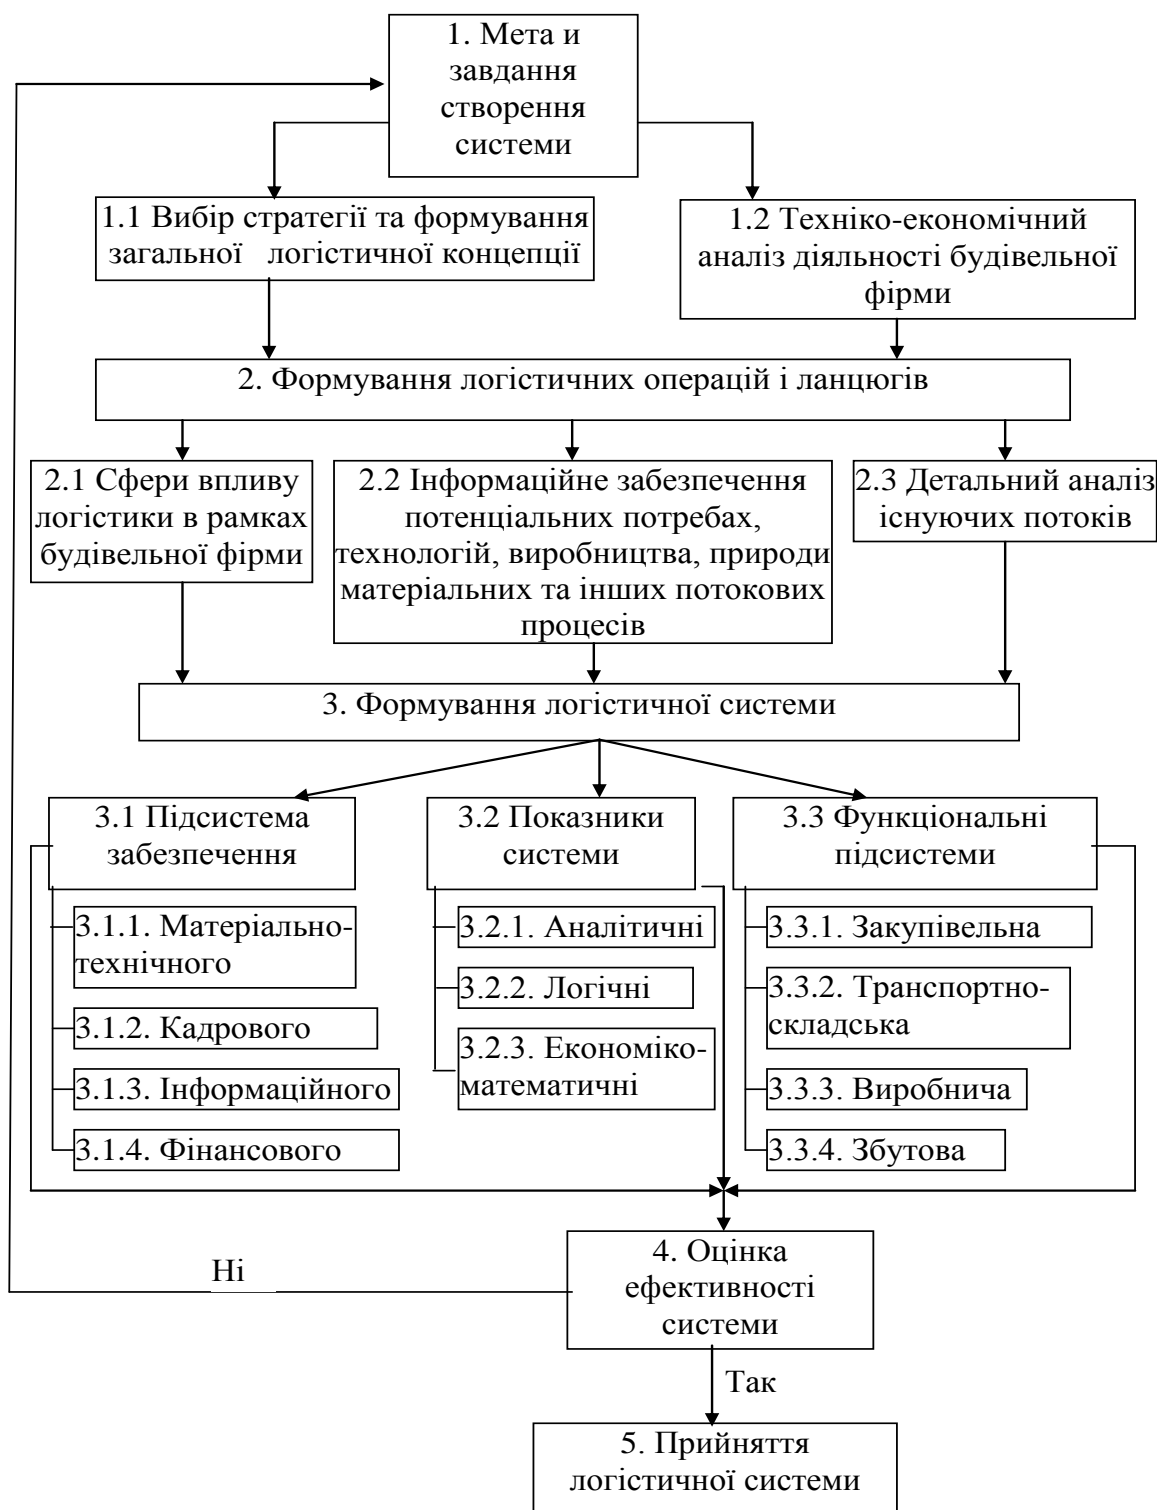 1. Мета и
завдання
створення
системи
1.1 Вибір стратегії та формування
загальної логістичної концепції
1.2 Техніко-економічний
аналіз діяльності будівельної
фірми
2. Формування логістичних операцій і ланцюгів
2.1 Сфери впливу
логістики в рамках
будівельної фірми
2.2 Інформаційне забезпечення
потенціальних потребах,
технологій, виробництва, природи
матеріальних та інших потокових
процесів
2.3 Детальний аналіз
існуючих потоків
3. Формування логістичної системи
3.1 Підсистема
забезпечення
3.1.1. Матеріально-
технічного
3.1.2. Кадрового
3.1.3. Інформаційного
3.1.4. Фінансового
3.2 Показники
системи
3.2.1. Аналітичні
3.2.2. Логічні
3.2.3. Економіко-
математичні
3.3 Функціональні
підсистеми
3.3.1. Закупівельна
3.3.2. Транспортно-
складська
3.3.3. Виробнича
3.3.4. Збутова
4. Оцінка
ефективності
системи
Ні
Так
5. Прийняття
логістичної системи